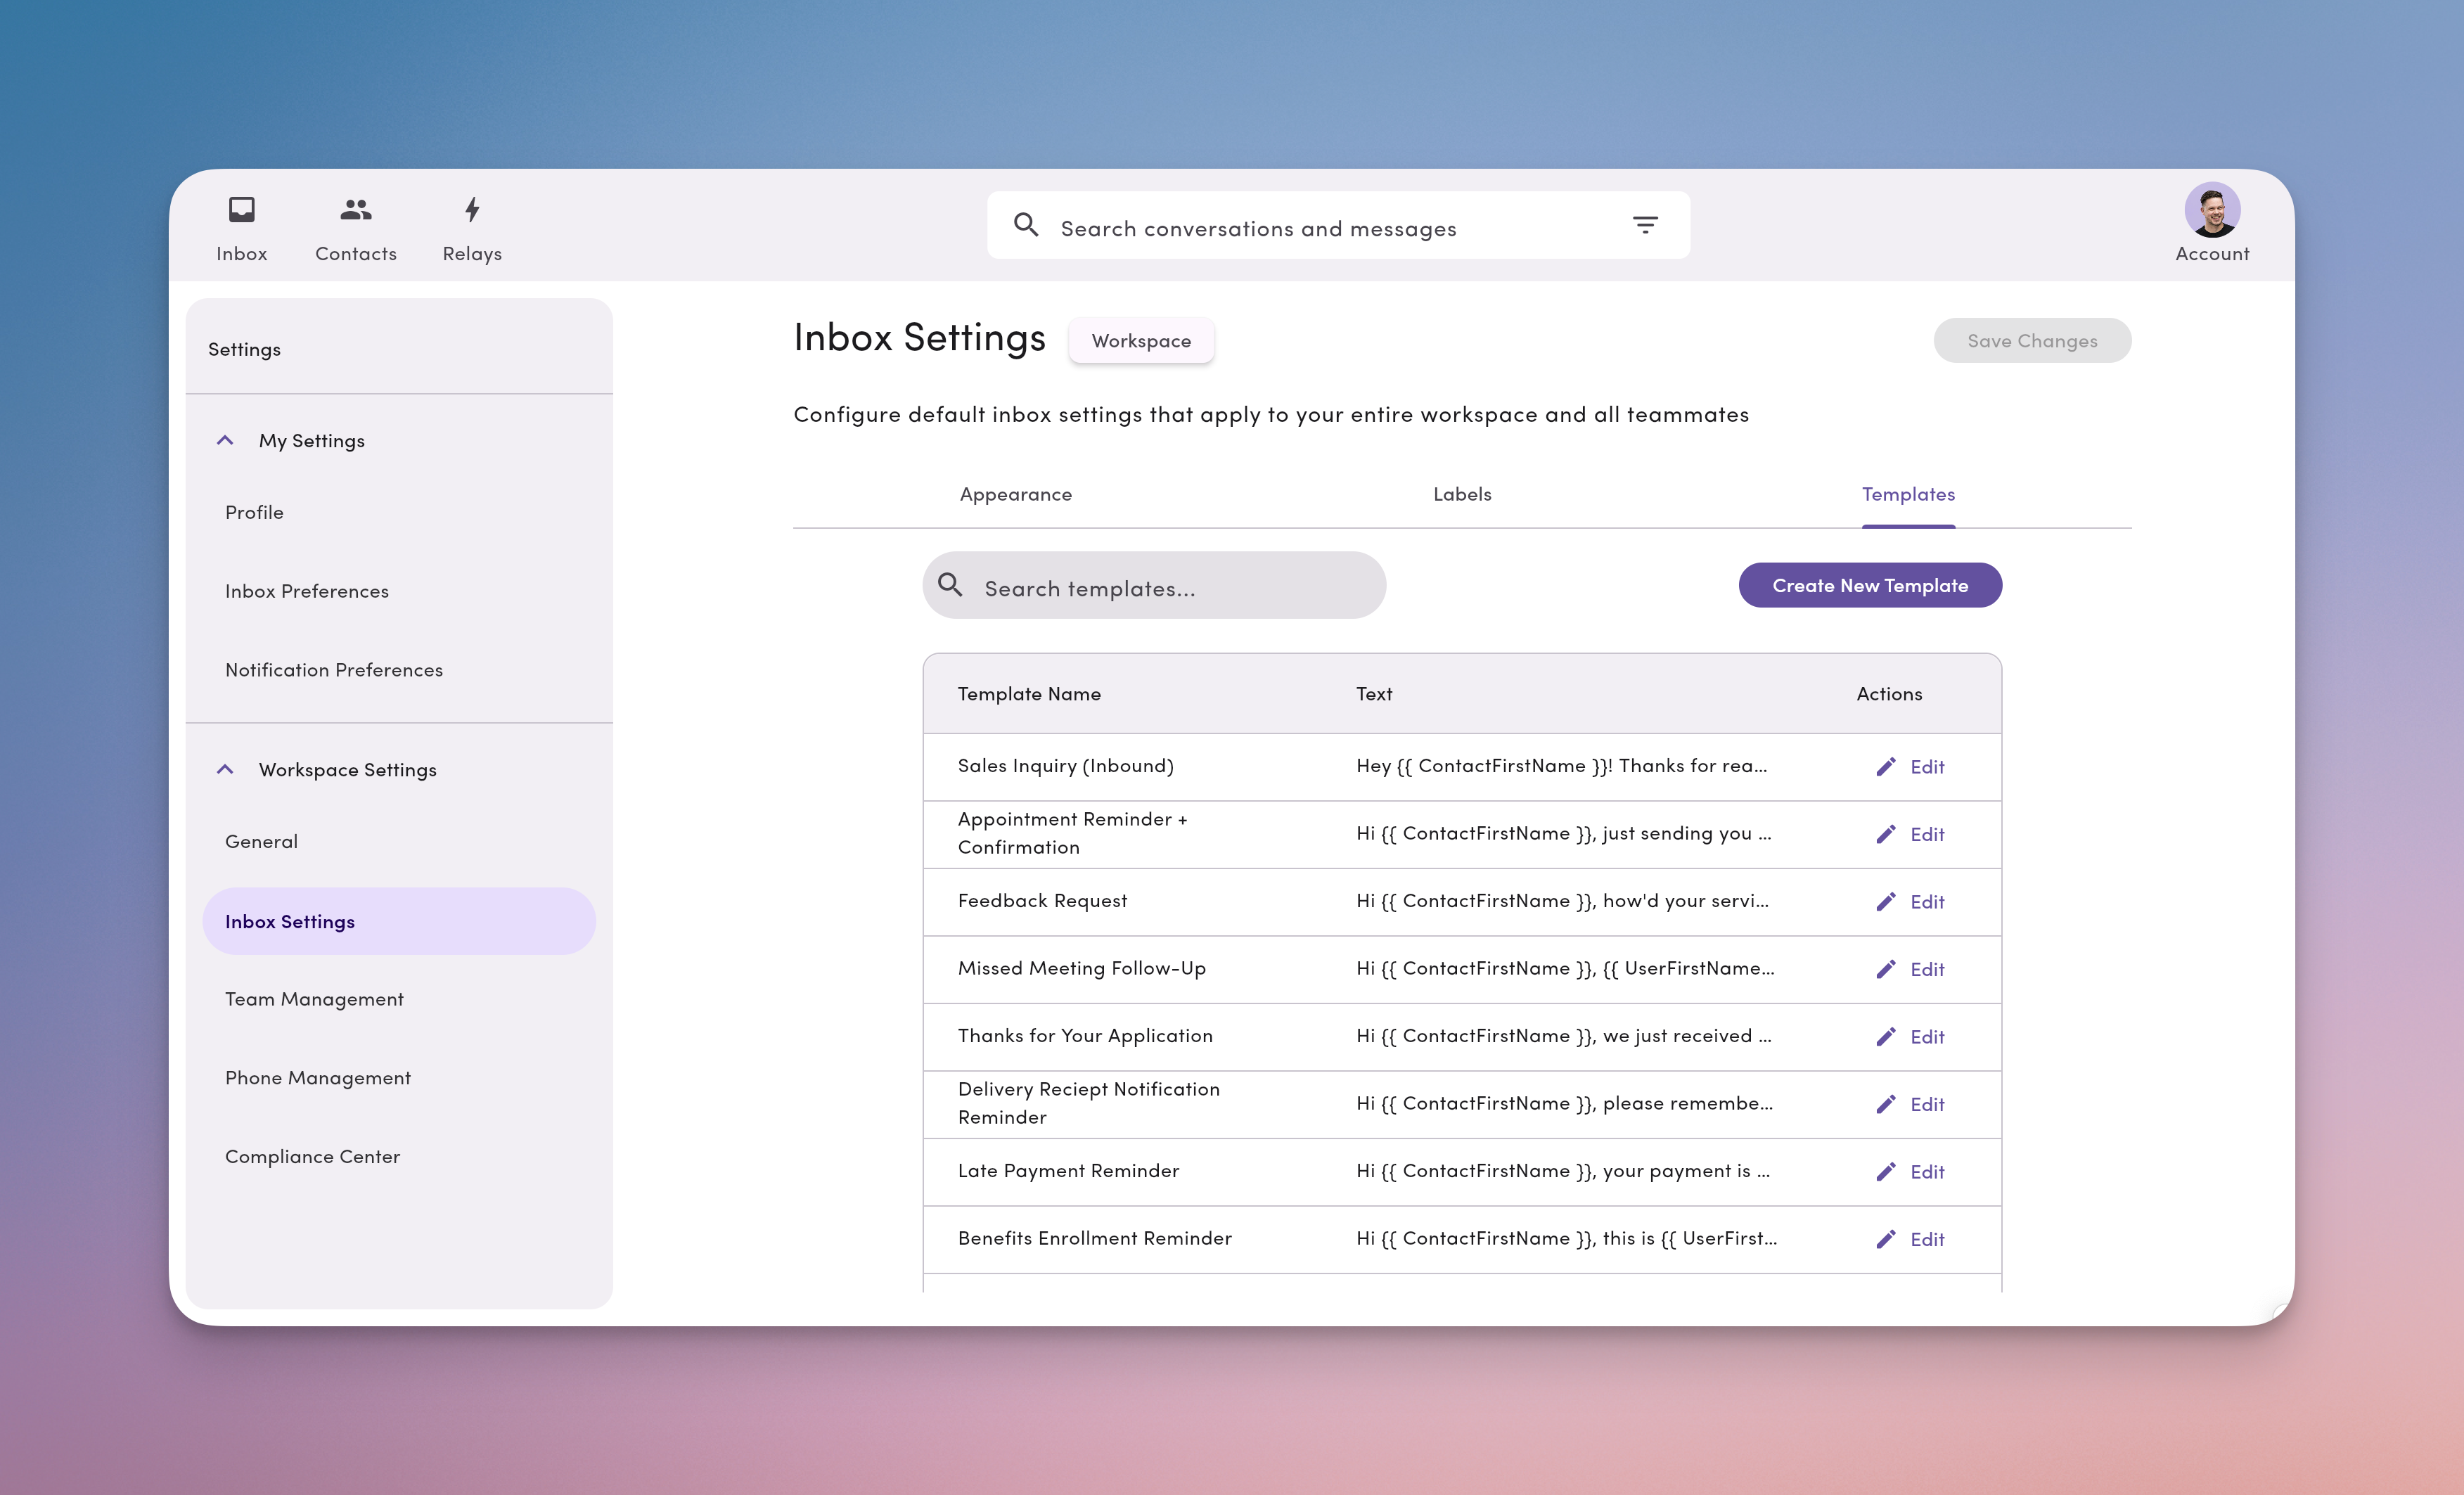 Inbox
Contacts
Relays
Search conversations and messages
Account
Settings
My Settings
Profile
Inbox Preferences
Notification Preferences
Workspace Settings
General
Inbox Settings
Team Management
Phone Management
Compliance Center
Inbox Settings
Workspace
Save Changes
Configure default inbox settings that apply to your entire workspace and all teammates
Appearance
Labels
Templates
Search templates...
Create New Template
Template Name
Text
Actions
Sales Inquiry (Inbound)
Hey {{ ContactFirstName }}! Thanks for rea...
Edit
Appointment Reminder +
Confirmation
Hi {{ ContactFirstName }}, just sending you ...
Edit
Feedback Request
Hi {{ ContactFirstName }}, how'd your servi...
Edit
Missed Meeting Follow-Up
Hi {{ ContactFirstName }}, {{ UserFirstName...
Edit
Thanks for Your Application
Hi {{ ContactFirstName }}, we just received ...
Edit
Delivery Reciept Notification
Reminder
Hi {{ ContactFirstName }}, please remembe...
Edit
Late Payment Reminder
Hi {{ ContactFirstName }}, your payment is ...
Edit
Benefits Enrollment Reminder
Hi {{ ContactFirstName }}, this is {{ UserFirst...
Edit